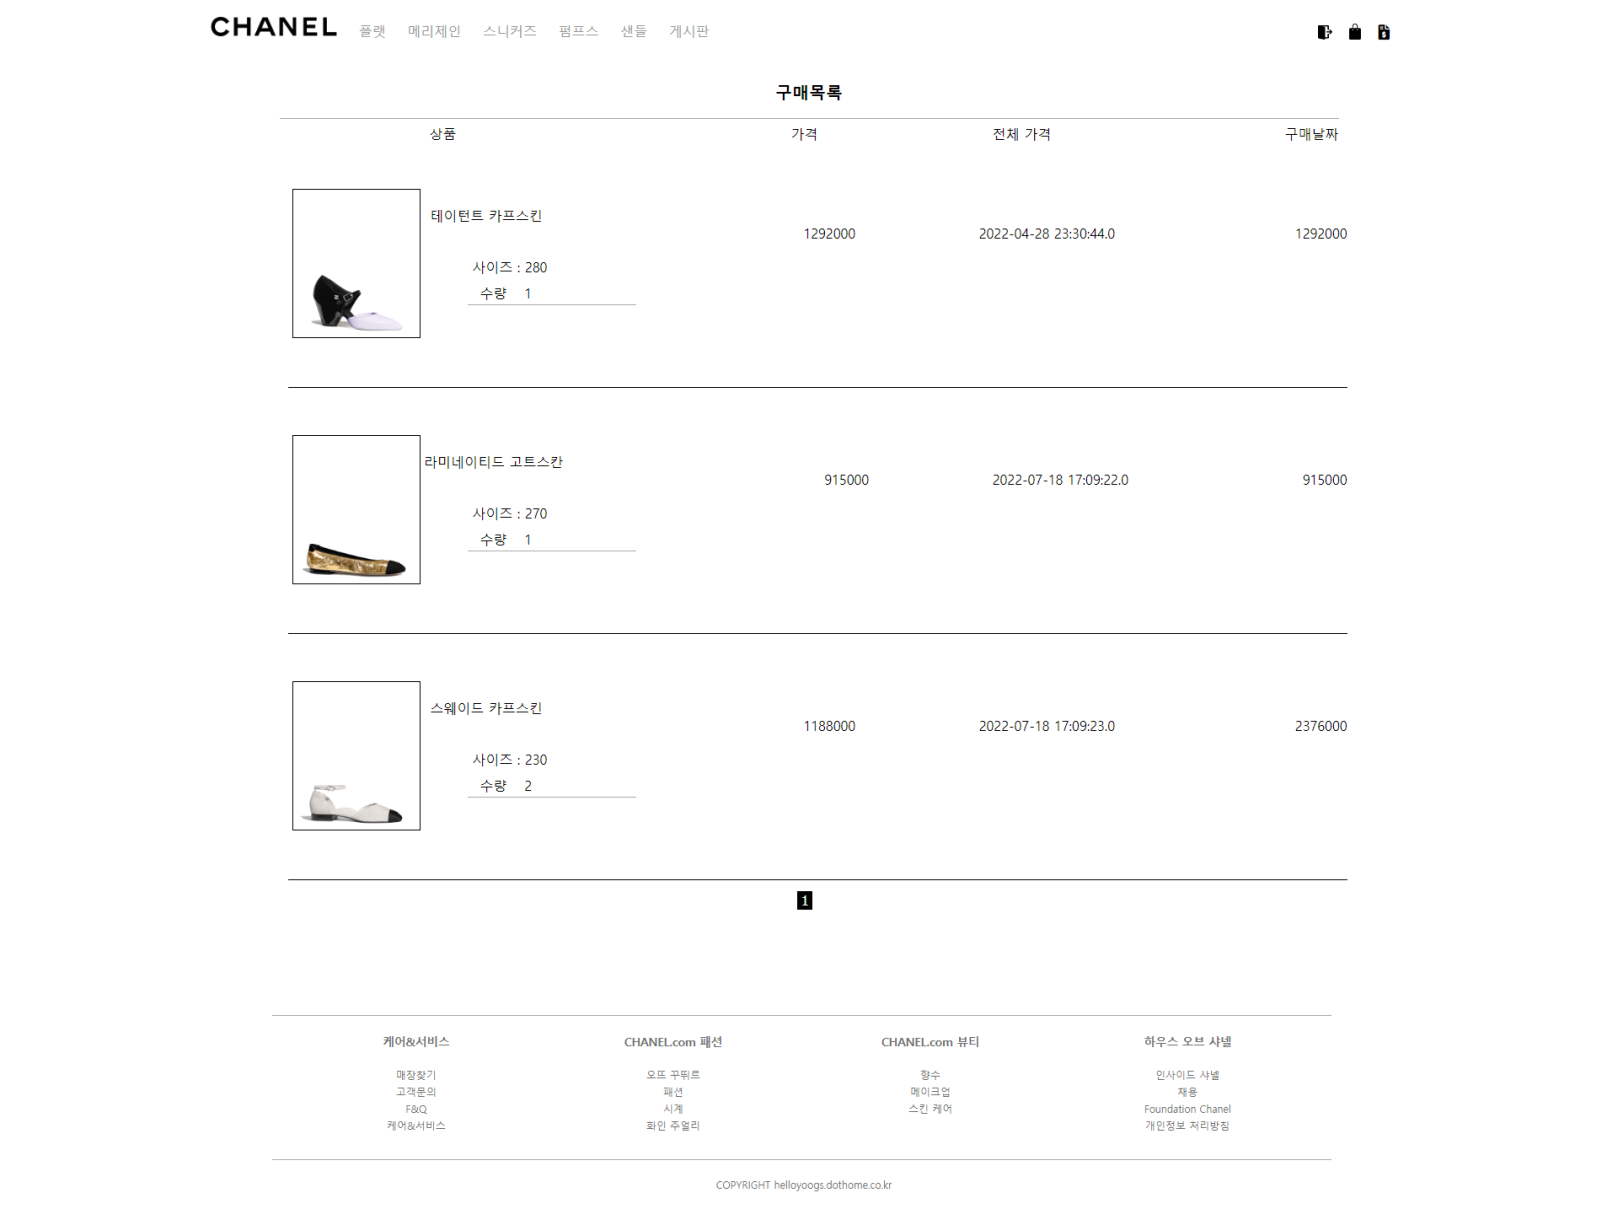 CHANEL 플랫 메리제인 스니커즈 펌프스 샌들 게시판
구매목록
상품 가격 전체 가격 구매날짜
테이턴트 카프스킨
1292000 2022-04-28 23:30:44.0 1292000
사이즈 : 280
수량 1
라미네이티드 고트스칸
915000 2022-07-18 17:09:22.0 915000
사이즈 : 270
수량 1
스웨이드 카프스킨
1188000 2022-07-18 17:09:23.0 2376000
사이즈 : 230
수량 2
1
케어&서비스 CHANEL.com 패션 CHANEL.com 뷰티 하우스 오브 샤넬
매장찾기 오뜨 꾸뛰르 향수 인사이드 샤넬
고객문의 패션 메이크업 채용
F&Q 시계 스킨 케어 Foundation Chanel
케어&서비스 화인 주얼리 개인정보 처리방침
COPYRIGHT helloyoogs.dothome.co.kr